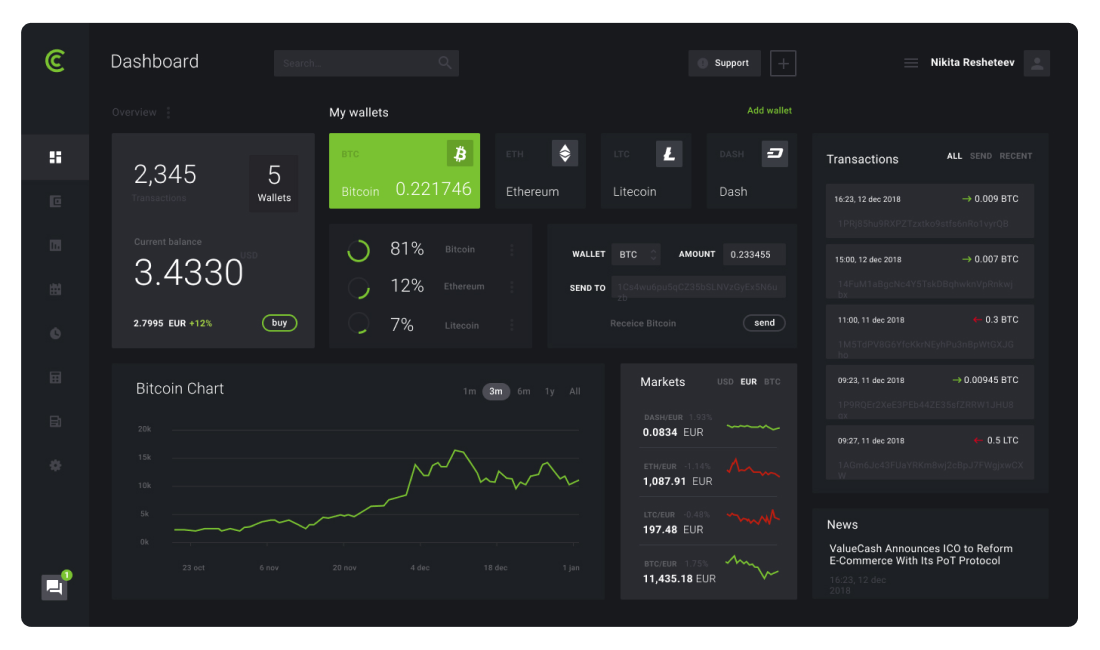 Dashboard
Search...
Support
Nikita Resheteev
Overview
2,345
Transactions
5
Wallets
Current balance
USD
3.4330
2.7995 EUR +12%
buy
My wallets
Add wallet
BTC
Bitcoin 0.221746
ETH
Ethereum
LTC
Litecoin
DASH
Dash
81% Bitcoin
12% Ethereum
7% Litecoin
WALLET BTC AMOUNT 0.233455
SEND TO
Receice Bitcoin
send
Bitcoin Chart
1m 3m 6m 1y All
20k
15k
10k
5k
0k
23 oct 6 nov 20 nov 4 dec 18 dec 1 jan
Markets
USD EUR BTC
DASH/EUR 1.93%
0.0834 EUR
ETH/EUR -1.14%
1,087.91 EUR
LTC/EUR -0.48%
197.48 EUR
BTC/EUR 1.75%
11,435.18 EUR
Transactions
ALL SEND RECENT
16:23, 12 dec 2018 → 0.009 BTC
15:00, 12 dec 2018 → 0.007 BTC
11:00, 11 dec 2018 ← 0.3 BTC
09:23, 11 dec 2018 → 0.00945 BTC
09:27, 11 dec 2018 ← 0.5 LTC
News
ValueCash Announces ICO to Reform
E-Commerce With Its PoT Protocol
16:23, 12 dec
2018
1